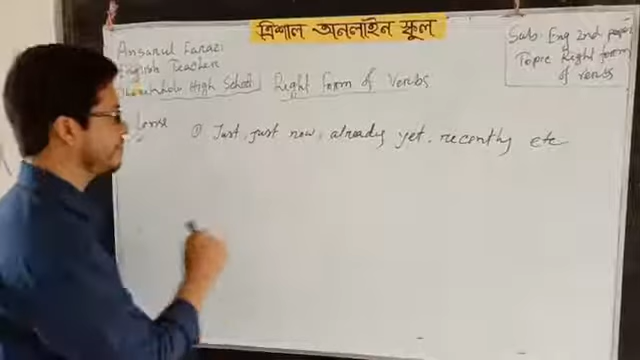 ত্রিশাল অনলাইন স্কুল
Ansarul Farazi
English Teacher
High School
Sub: Eng 2nd paper
Topic Right form
of verbs
Right form of Verbs
Tense
① Just, just now, already yet, recently etc